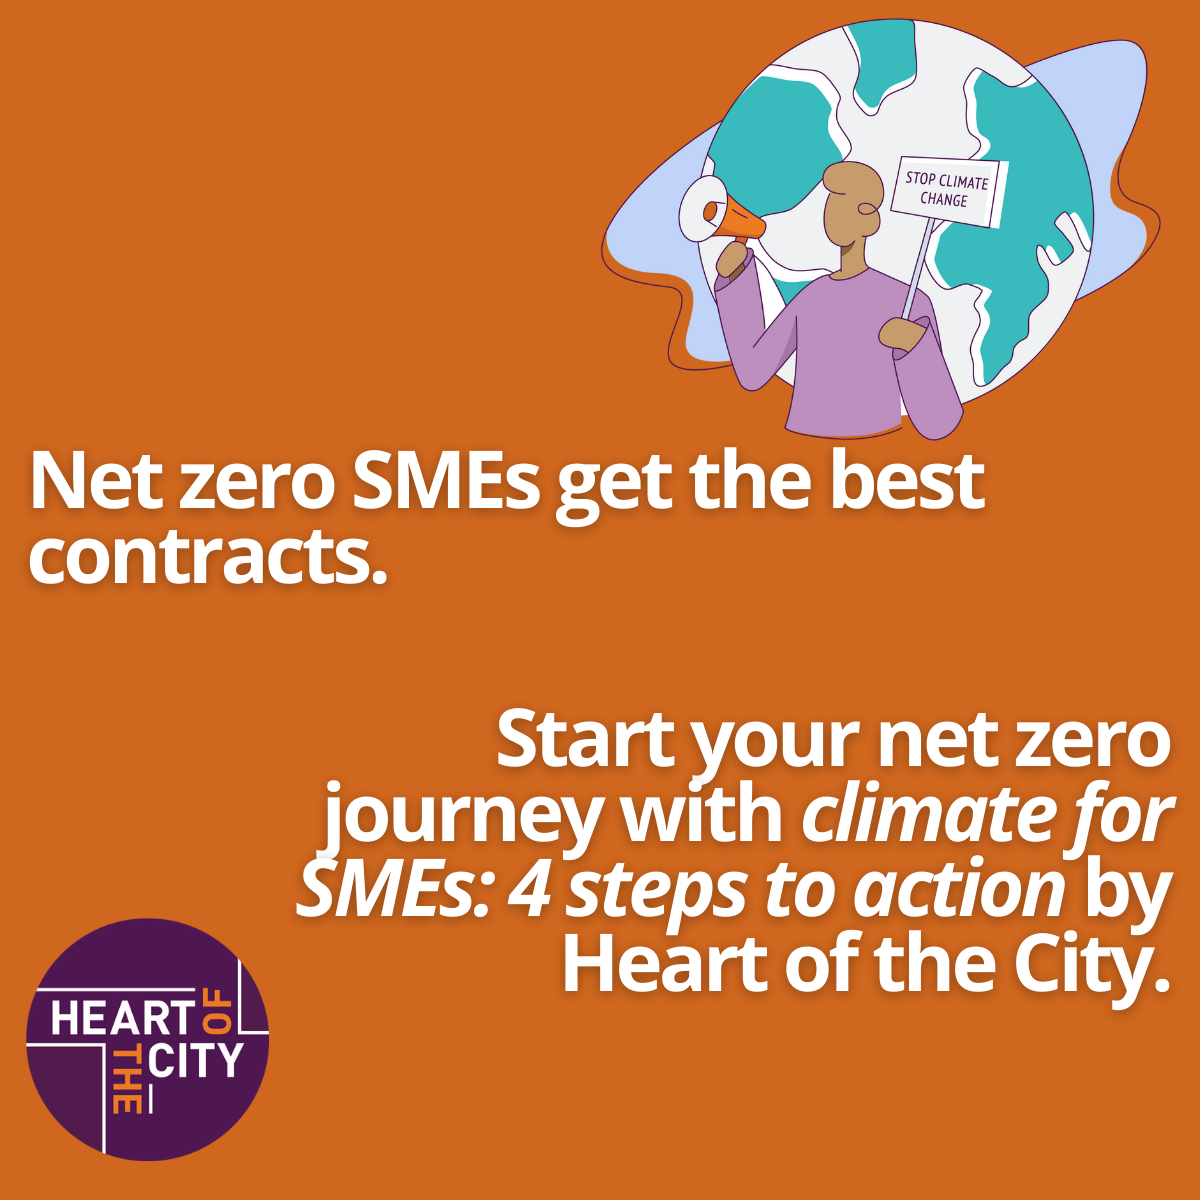 STOP CLIMATE
CHANGE
Net zero SMEs get the best
contracts.
Start your net zero
journey with climate for
SMEs: 4 steps to action by
Heart of the City.
HEART OF
THE CITY